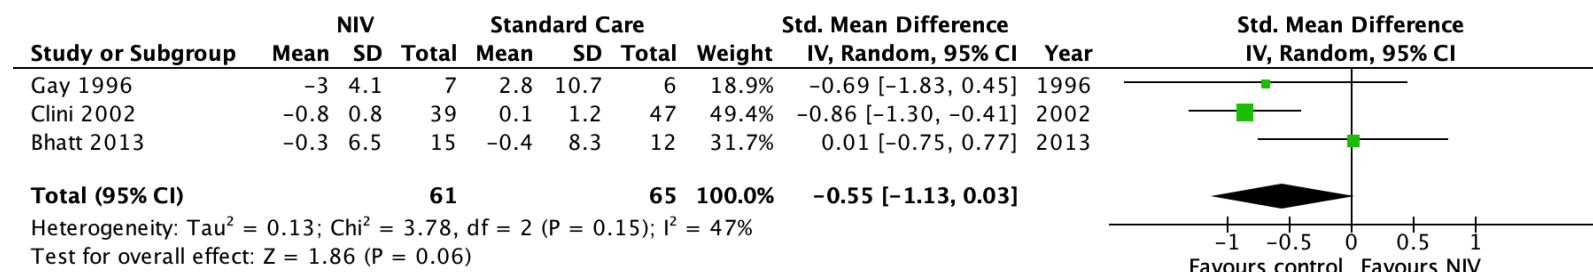 NIV Standard Care Std. Mean Difference Std. Mean Difference
Study or Subgroup Mean SD Total Mean SD Total Weight IV, Random, 95% CI Year IV, Random, 95% CI
Gay 1996 −3 4.1 7 2.8 10.7 6 18.9% −0.69 [−1.83, 0.45] 1996
Clini 2002 −0.8 0.8 39 0.1 1.2 47 49.4% −0.86 [−1.30, −0.41] 2002
Bhatt 2013 −0.3 6.5 15 −0.4 8.3 12 31.7% 0.01 [−0.75, 0.77] 2013
Total (95% CI) 61 65 100.0% −0.55 [−1.13, 0.03]
Heterogeneity: Tau² = 0.13; Chi² = 3.78, df = 2 (P = 0.15); I² = 47%
Test for overall effect: Z = 1.86 (P = 0.06)
−1 −0.5 0 0.5 1
Favours control Favours NIV